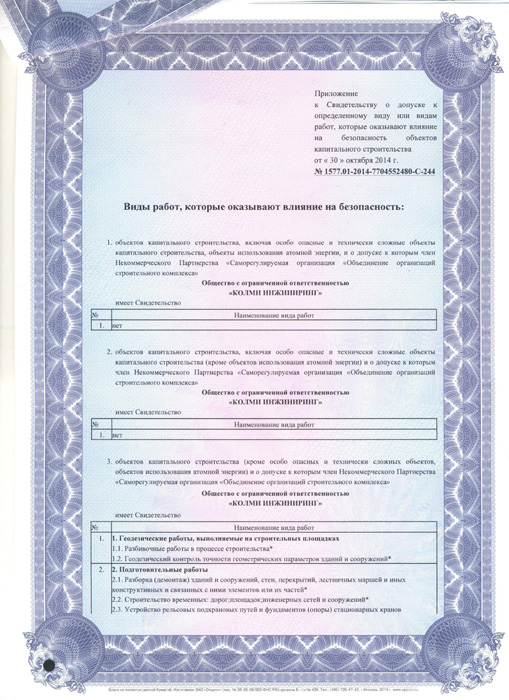 Приложение
к Свидетельству о допуске к
определенному виду или видам
работ, которые оказывают влияние
на безопасность объектов
капитального строительства
от « 30 » октября 2014 г.
№ 1577.01-2014-7704552480-С-244
Виды работ, которые оказывают влияние на безопасность:
1. объектов капитального строительства, включая особо опасные и технически сложные объекты
капитального строительства, объекты использования атомной энергии, и о допуске к которым член
Некоммерческого Партнерства «Саморегулируемая организация «Объединение организаций
строительного комплекса»
Общество с ограниченной ответственностью
«КОЛМИ ИНЖИНИРИНГ»
имеет Свидетельство
№ Наименование вида работ
1. нет
2. объектов капитального строительства, включая особо опасные и технически сложные объекты
капитального строительства (кроме объектов использования атомной энергии) и о допуске к которым
член Некоммерческого Партнерства «Саморегулируемая организация «Объединение организаций
строительного комплекса»
Общество с ограниченной ответственностью
«КОЛМИ ИНЖИНИРИНГ»
имеет Свидетельство
№ Наименование вида работ
1. нет
3. объектов капитального строительства (кроме особо опасных и технически сложных объектов,
объектов использования атомной энергии) и о допуске к которым член Некоммерческого Партнерства
«Саморегулируемая организация «Объединение организаций строительного комплекса»
Общество с ограниченной ответственностью
«КОЛМИ ИНЖИНИРИНГ»
имеет Свидетельство
№ Наименование вида работ
1. 1. Геодезические работы, выполняемые на строительных площадках
1.1. Разбивочные работы в процессе строительства*
1.2. Геодезический контроль точности геометрических параметров зданий и сооружений*
2. 2. Подготовительные работы
2.1. Разборка (демонтаж) зданий и сооружений, стен, перекрытий, лестничных маршей и иных
конструктивных и связанных с ними элементов или их частей*
2.2. Строительство временных: дорог;площадок;инженерных сетей и сооружений*
2.3. Устройство рельсовых подкрановых путей и фундаментов (опоры) стационарных кранов